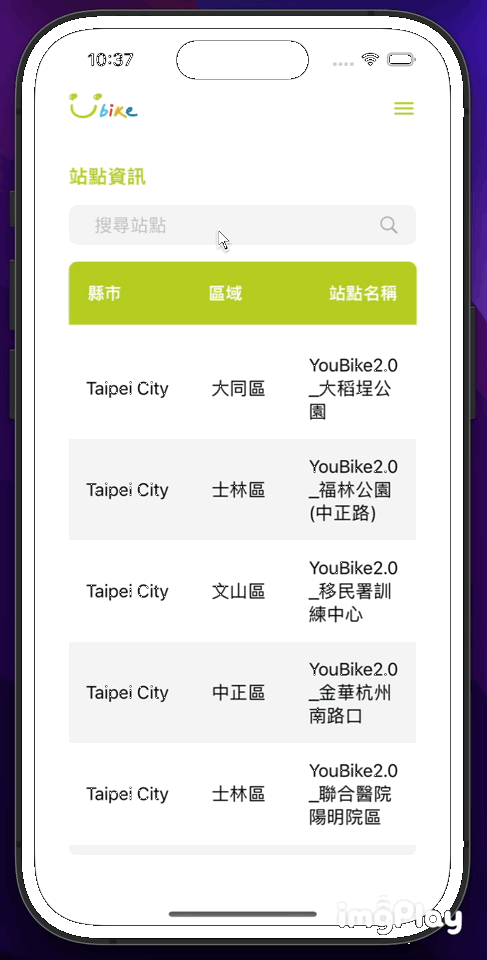 10:37
Ubike
站點資訊
搜尋站點
縣市 區域 站點名稱
Taipei City 大同區 YouBike2.0
_大稻埕公
園
Taipei City 士林區 YouBike2.0
_福林公園
(中正路)
Taipei City 文山區 YouBike2.0
_移民署訓
練中心
Taipei City 中正區 YouBike2.0
_金華杭州
南路口
Taipei City 士林區 YouBike2.0
_聯合醫院
陽明院區
imgPlay